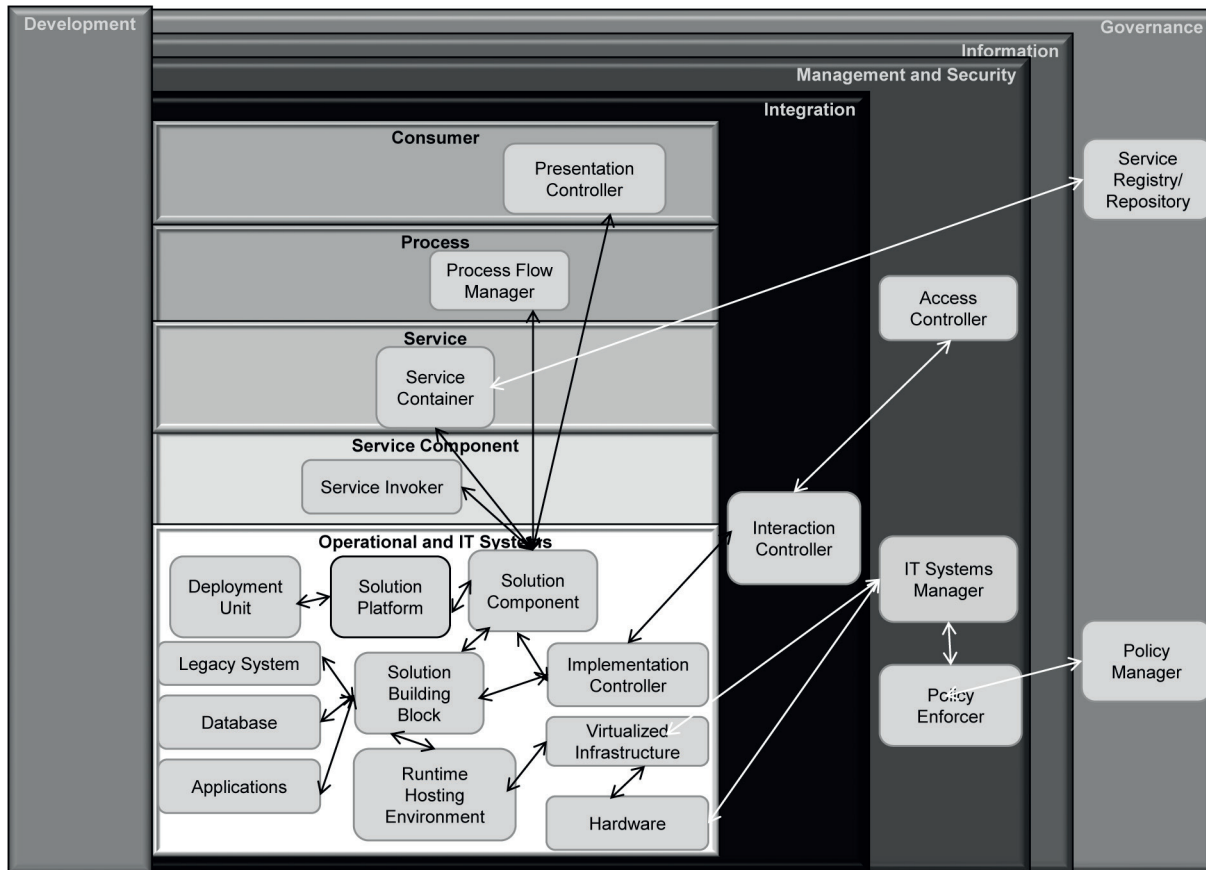 Development
Governance
Information
Management and Security
Integration
Consumer
Presentation
Controller
Service
Registry/
Repository
Process
Process Flow
Manager
Access
Controller
Service
Service
Container
Service Component
Service Invoker
Interaction
Controller
Operational and IT Systems
Deployment
Unit
Solution
Platform
Solution
Component
IT Systems
Manager
Legacy System
Solution
Building
Block
Implementation
Controller
Policy
Manager
Database
Policy
Enforcer
Virtualized
Infrastructure
Applications
Runtime
Hosting
Environment
Hardware